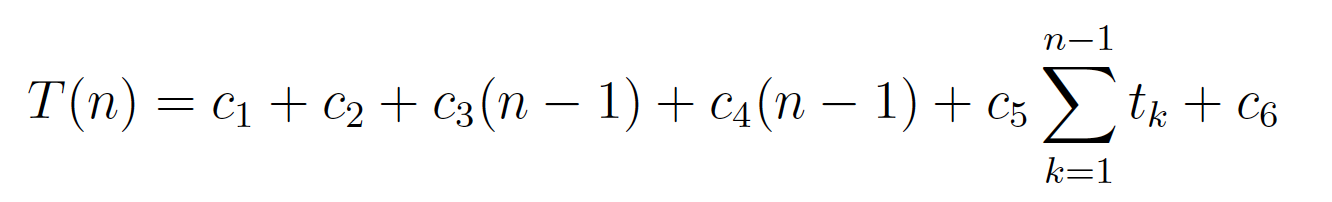 T(n) = c₁ + c₂ + c₃(n − 1) + c₄(n − 1) + c₅ ∑ₖ₌₁ⁿ⁻¹ tₖ + c₆